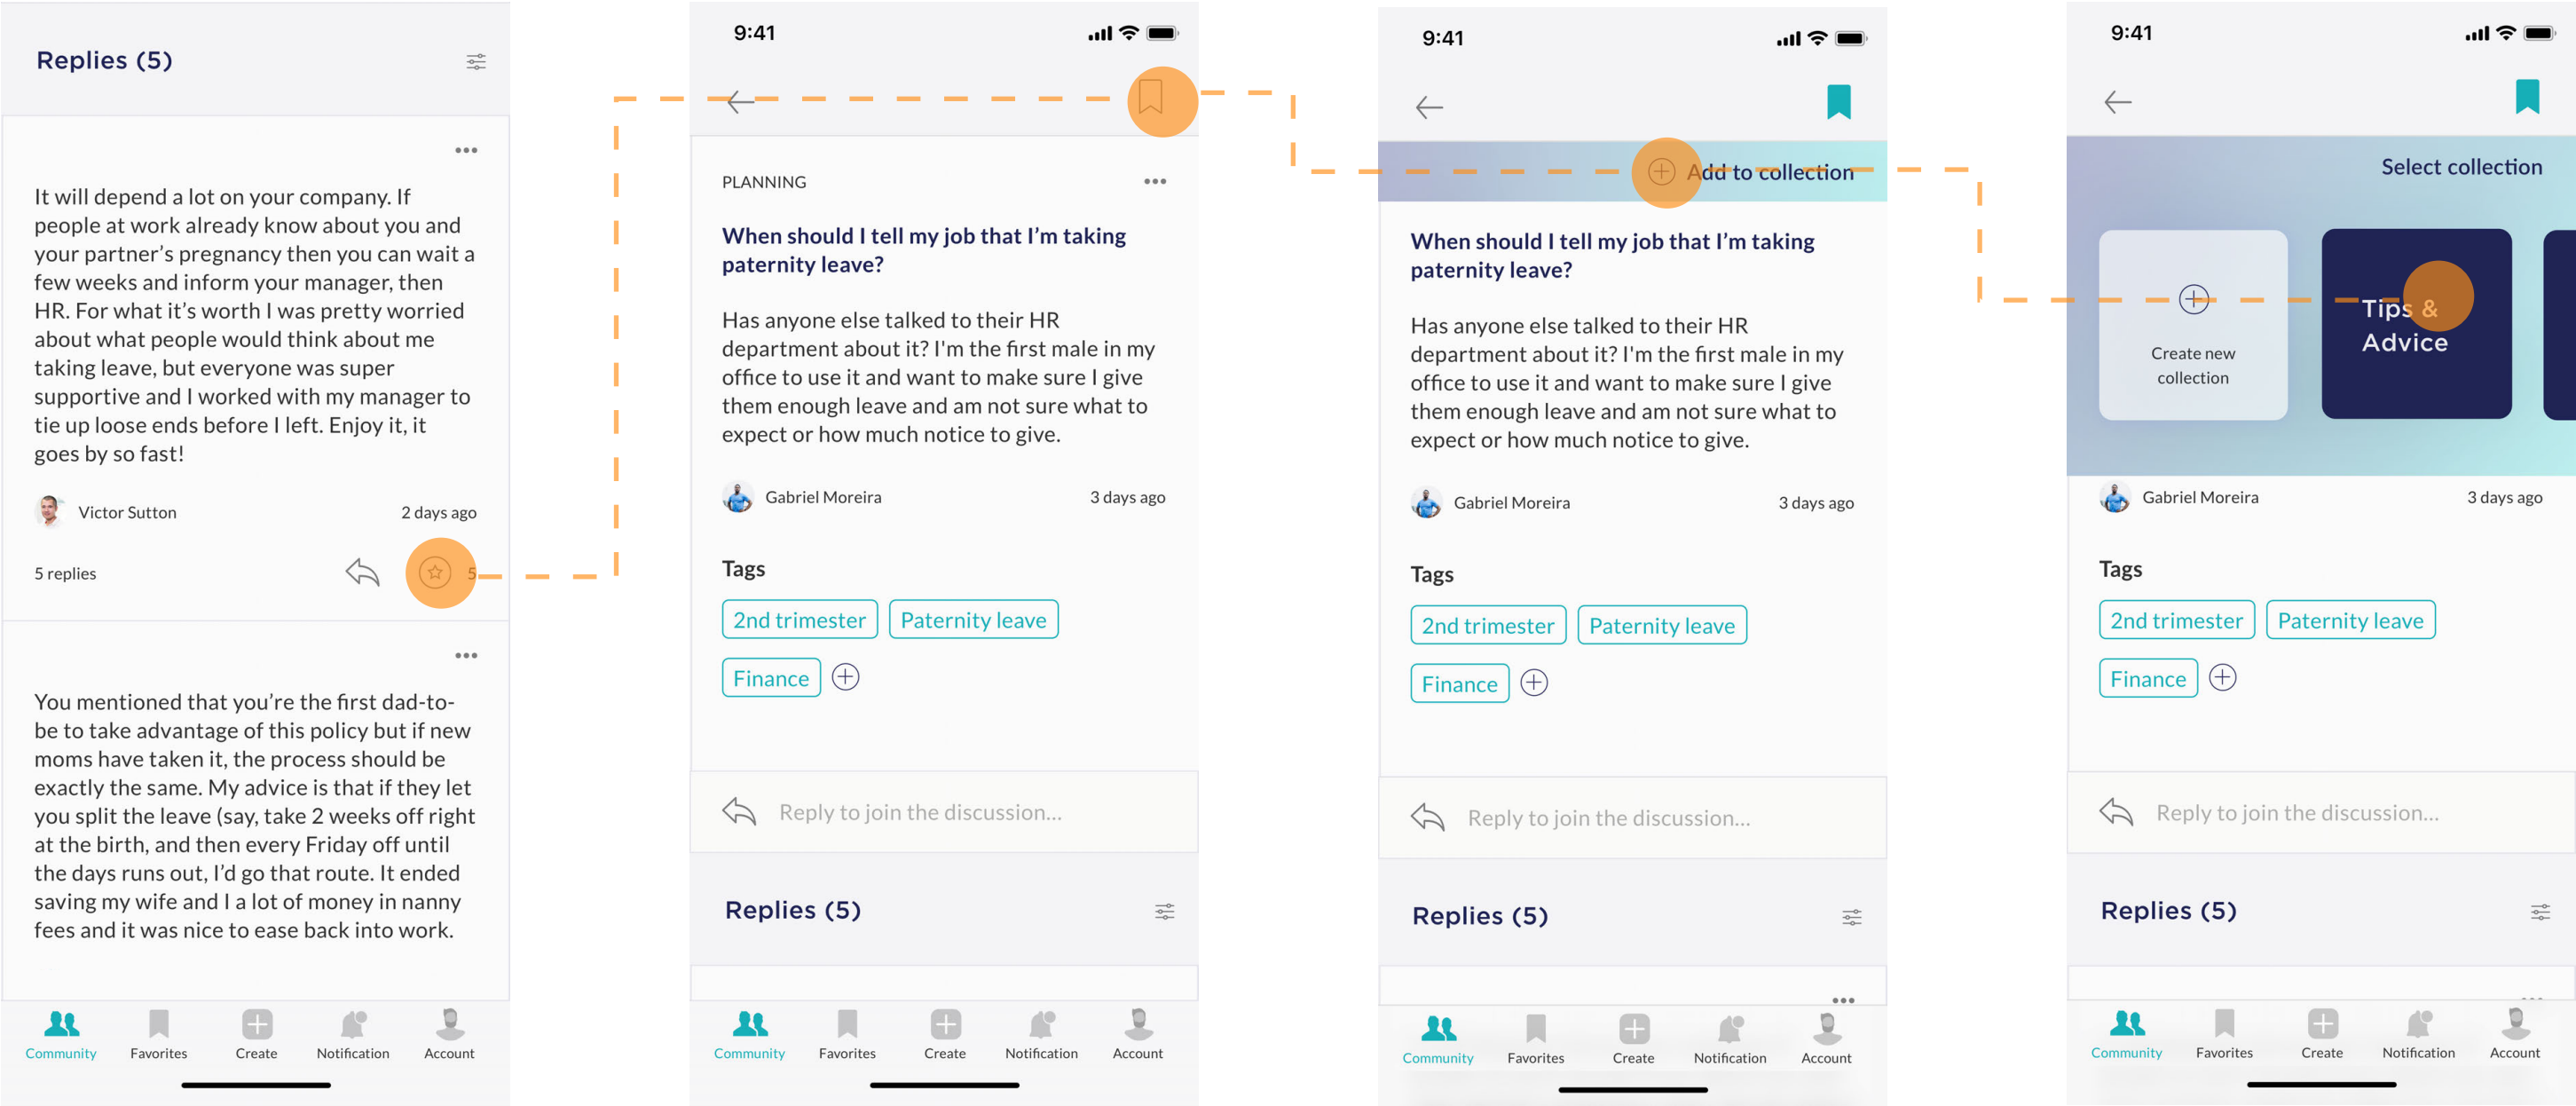 Replies (5)
It will depend a lot on your company. If
people at work already know about you and
your partner’s pregnancy then you can wait a
few weeks and inform your manager, then
HR. For what it’s worth I was pretty worried
about what people would think about me
taking leave, but everyone was super
supportive and I worked with my manager to
tie up loose ends before I left. Enjoy it, it
goes by so fast!
Victor Sutton
2 days ago
5 replies
5
You mentioned that you’re the first dad-to-
be to take advantage of this policy but if new
moms have taken it, the process should be
exactly the same. My advice is that if they let
you split the leave (say, take 2 weeks off right
at the birth, and then every Friday off until
the days runs out, I’d go that route. It ended
saving my wife and I a lot of money in nanny
fees and it was nice to ease back into work.
Community
Favorites
Create
Notification
Account
9:41
PLANNING
When should I tell my job that I’m taking
paternity leave?
Has anyone else talked to their HR
department about it? I'm the first male in my
office to use it and want to make sure I give
them enough leave and am not sure what to
expect or how much notice to give.
Gabriel Moreira
3 days ago
Tags
2nd trimester
Paternity leave
Finance
Reply to join the discussion...
Replies (5)
Community
Favorites
Create
Notification
Account
9:41
Add to collection
When should I tell my job that I’m taking
paternity leave?
Has anyone else talked to their HR
department about it? I'm the first male in my
office to use it and want to make sure I give
them enough leave and am not sure what to
expect or how much notice to give.
Gabriel Moreira
3 days ago
Tags
2nd trimester
Paternity leave
Finance
Reply to join the discussion...
Replies (5)
Community
Favorites
Create
Notification
Account
9:41
Select collection
Create new
collection
Tips &
Advice
Gabriel Moreira
3 days ago
Tags
2nd trimester
Paternity leave
Finance
Reply to join the discussion...
Replies (5)
Community
Favorites
Create
Notification
Account